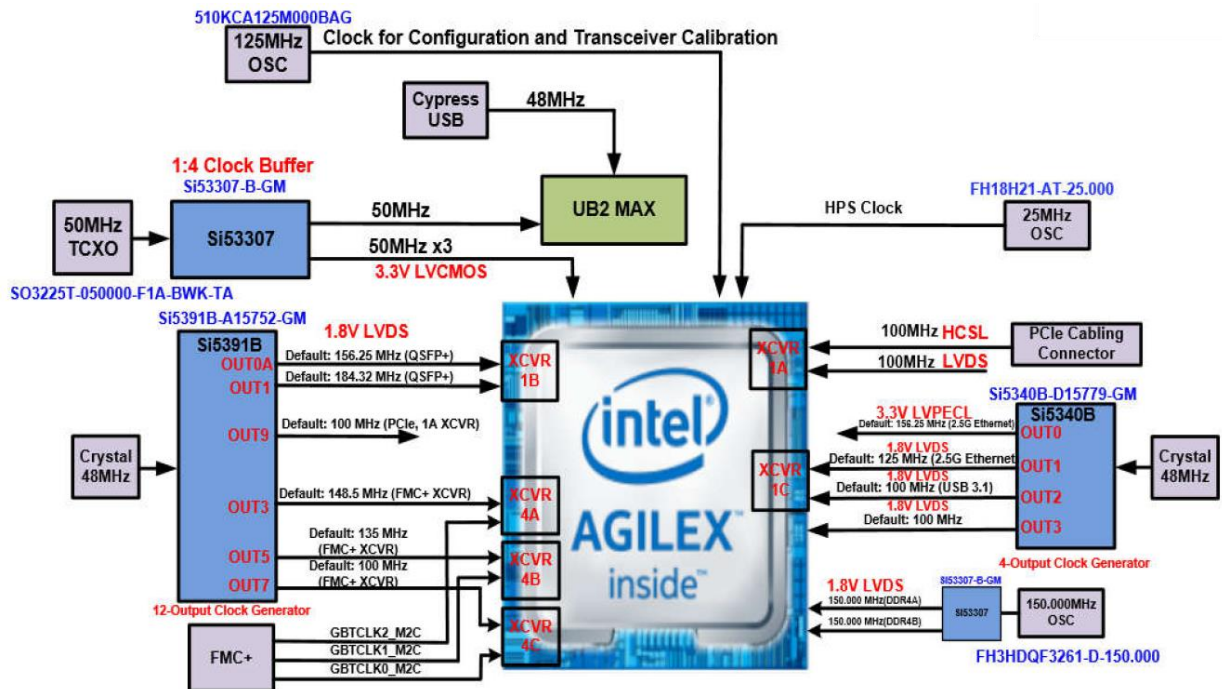 510KCA125M000BAG
125MHz
OSC
Clock for Configuration and Transceiver Calibration
Cypress
USB
48MHz
1:4 Clock Buffer
Si53307-B-GM
50MHz
TCXO
Si53307
50MHz
50MHz x3
3.3V LVCMOS
UB2 MAX
FH18H21-AT-25.000
HPS Clock
25MHz
OSC
SO3225T-050000-F1A-BWK-TA
Si5391B-A15752-GM
1.8V LVDS
Si5391B
OUT0A
Default: 156.25 MHz (QSFP+)
OUT1
Default: 184.32 MHz (QSFP+)
OUT9
Default: 100 MHz (PCIe, 1A XCVR)
Crystal
48MHz
OUT3
Default: 148.5 MHz (FMC+ XCVR)
Default: 135 MHz
(FMC+ XCVR)
OUT5
Default: 100 MHz
(FMC+ XCVR)
OUT7
12-Output Clock Generator
FMC+
GBTCLK2_M2C
GBTCLK1_M2C
GBTCLK0_M2C
XCVR
1B
XCVR
4A
XCVR
4B
XCVR
4C
intel
AGILEX™
inside™
XCVR
1A
XCVR
1C
100MHz HCSL
PCIe Cabling
Connector
100MHz LVDS
Si5340B-D15779-GM
Si5340B
3.3V LVPECL
Default: 156.25 MHz (2.5G Ethernet)
OUT0
1.8V LVDS
Default: 125 MHz (2.5G Ethernet
OUT1
1.8V LVDS
Default: 100 MHz (USB 3.1)
OUT2
1.8V LVDS
Default: 100 MHz
OUT3
Crystal
48MHz
4-Output Clock Generator
1.8V LVDS
150.000 MHz(DDR4A)
150.000 MHz(DDR4B)
Si53307-B-GM
Si53307
150.000MHz
OSC
FH3HDQF3261-D-150.000